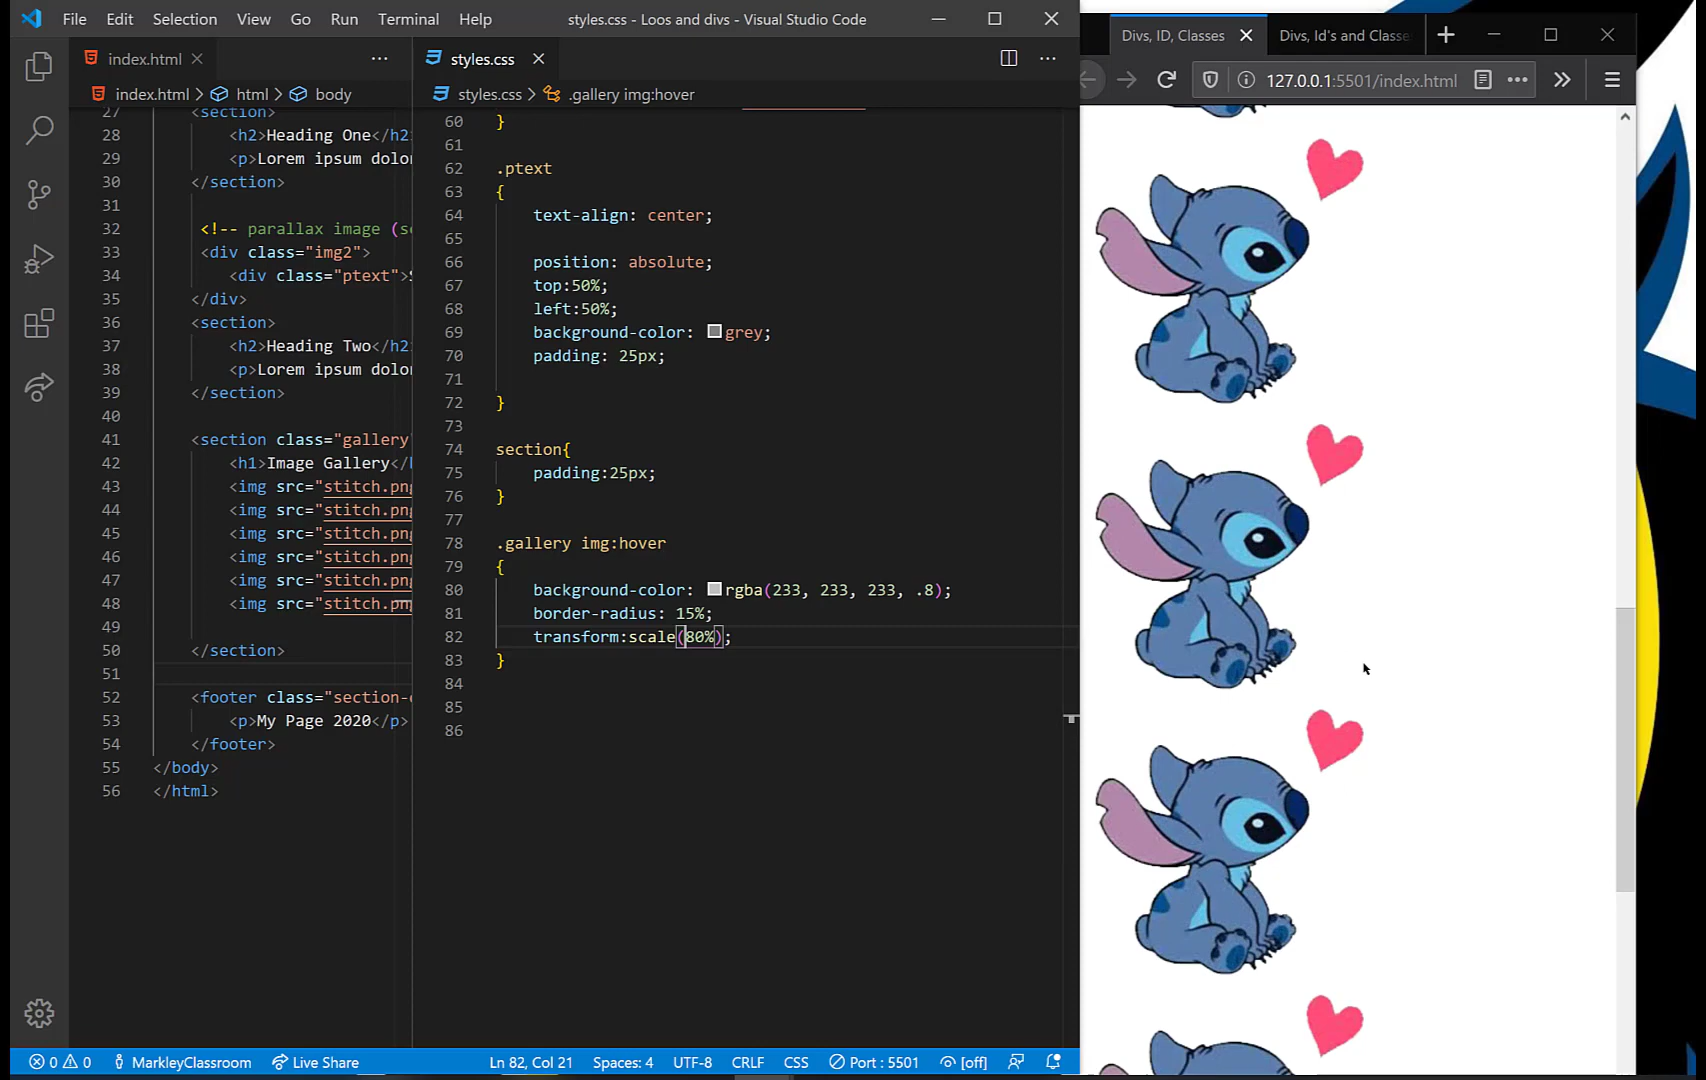 File Edit Selection View Go Run Terminal Help styles.css - Loos and divs - Visual Studio Code
index.html
index.html > html > body
27 <section>
28 <h2>Heading One</h2
29 <p>Lorem ipsum dolor
30 </section>
31
32 <!-- parallax image (se
33 <div class="img2">
34 <div class="ptext">S
35 </div>
36 <section>
37 <h2>Heading Two</h2
38 <p>Lorem ipsum dolor
39 </section>
40
41 <section class="gallery
42 <h1>Image Gallery</h
43 <img src="stitch.png
44 <img src="stitch.png
45 <img src="stitch.png
46 <img src="stitch.png
47 <img src="stitch.png
48 <img src="stitch.png
49
50 </section>
51
52 <footer class="section-
53 <p>My Page 2020</p>
54 </footer>
55 </body>
56 </html>
styles.css
styles.css > .gallery img:hover
60 }
61
62 .ptext
63 {
64 text-align: center;
65
66 position: absolute;
67 top:50%;
68 left:50%;
69 background-color: grey;
70 padding: 25px;
71
72 }
73
74 section{
75 padding:25px;
76 }
77
78 .gallery img:hover
79 {
80 background-color: rgba(233, 233, 233, .8);
81 border-radius: 15%;
82 transform:scale(80%);
83 }
84
85
86
0 0 MarkleyClassroom Live Share Ln 82, Col 21 Spaces: 4 UTF-8 CRLF CSS Port : 5501 [off]
Divs, ID, Classes Divs, Id's and Classe
127.0.0.1:5501/index.html